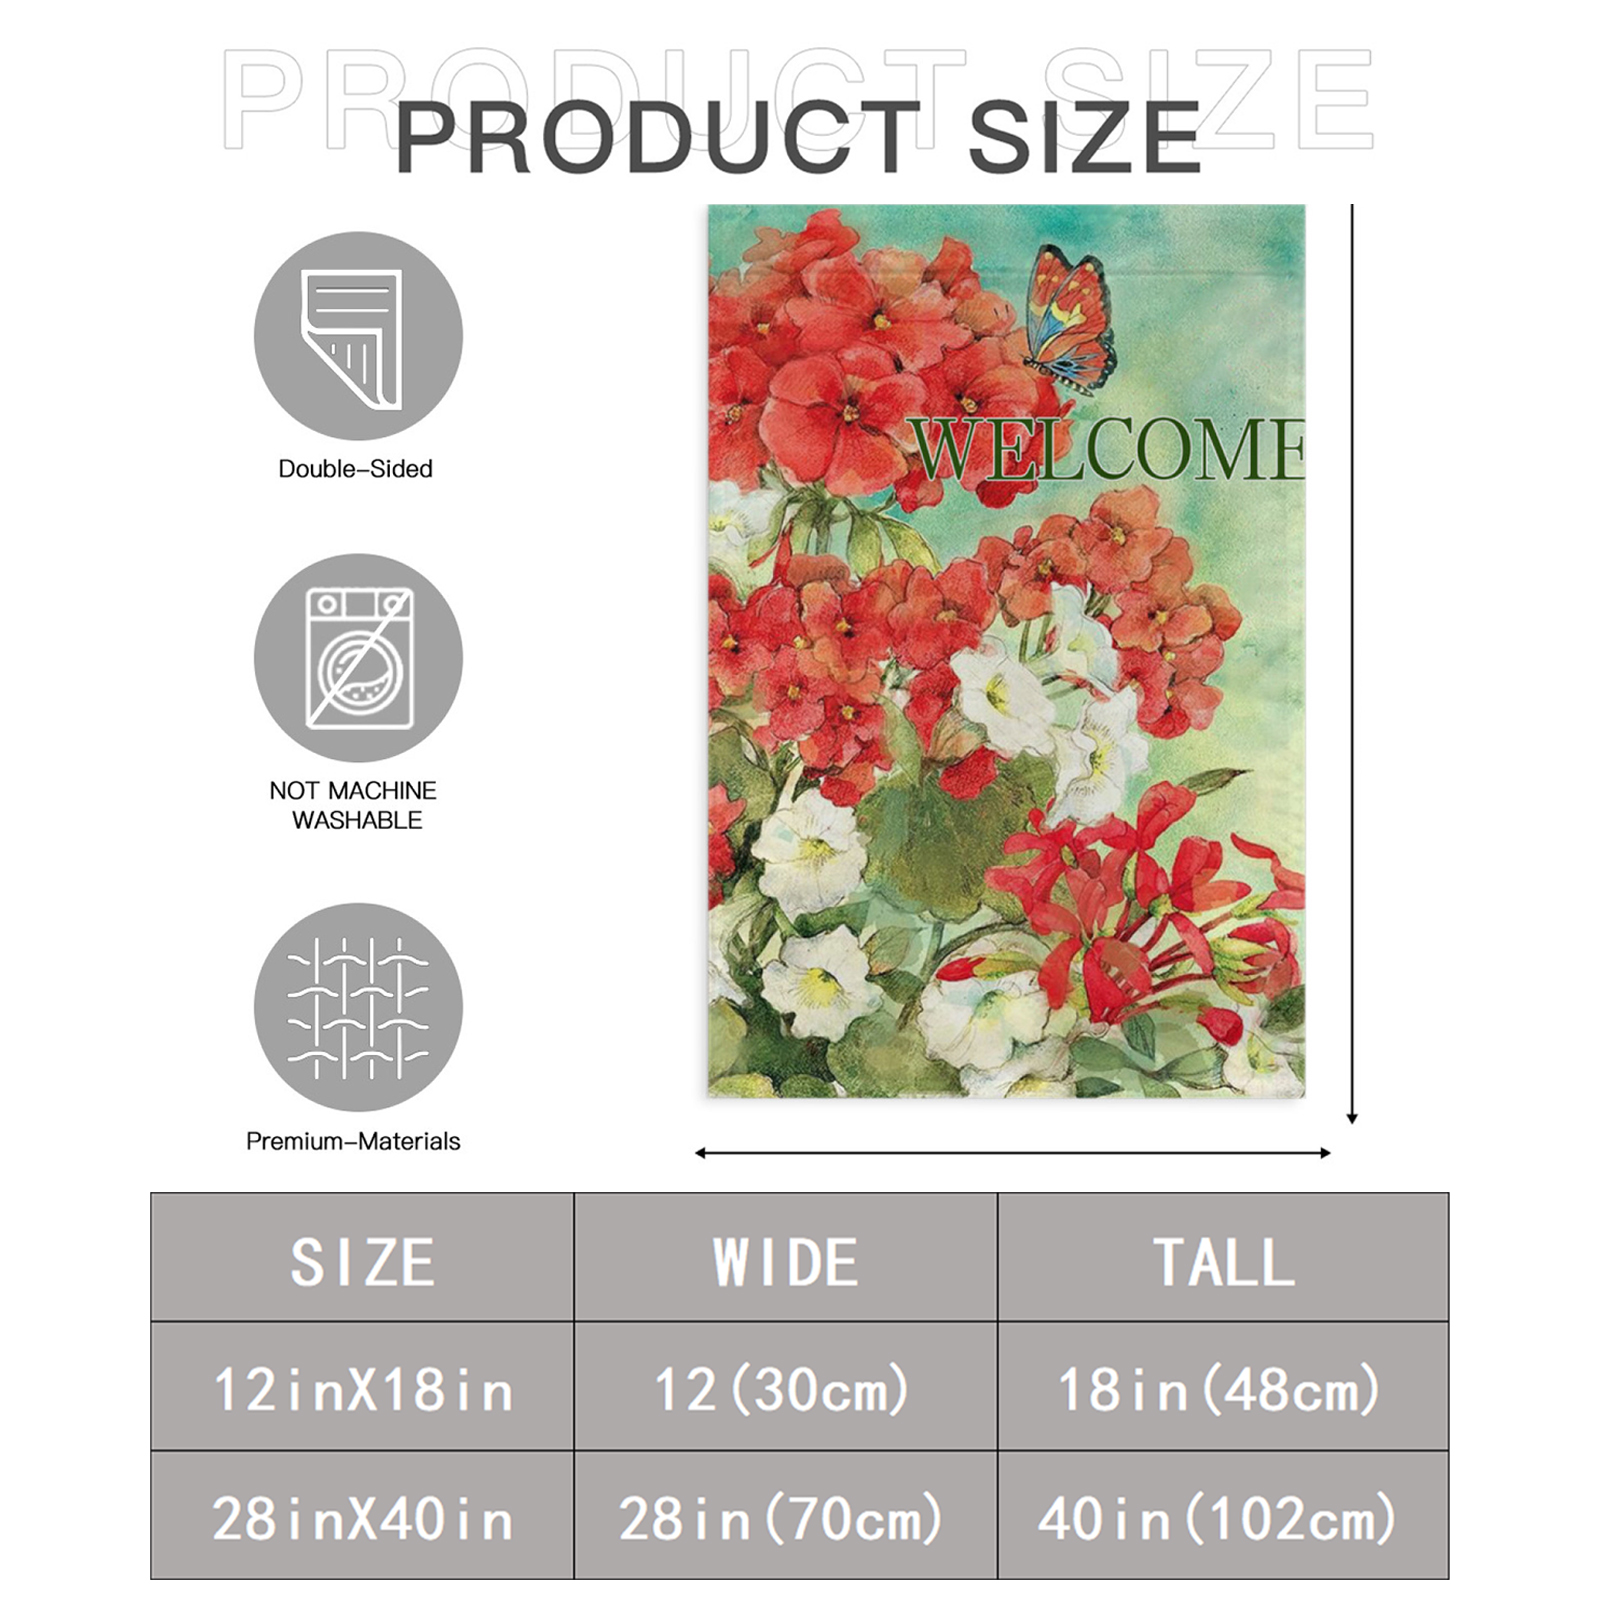 PRODUCT SIZE
PRODUCT SIZE
Double-Sided
NOT MACHINE
WASHABLE
Premium-Materials
WELCOME
SIZE WIDE TALL
12inX18in 12(30cm) 18in(48cm)
28inX40in 28in(70cm) 40in(102cm)